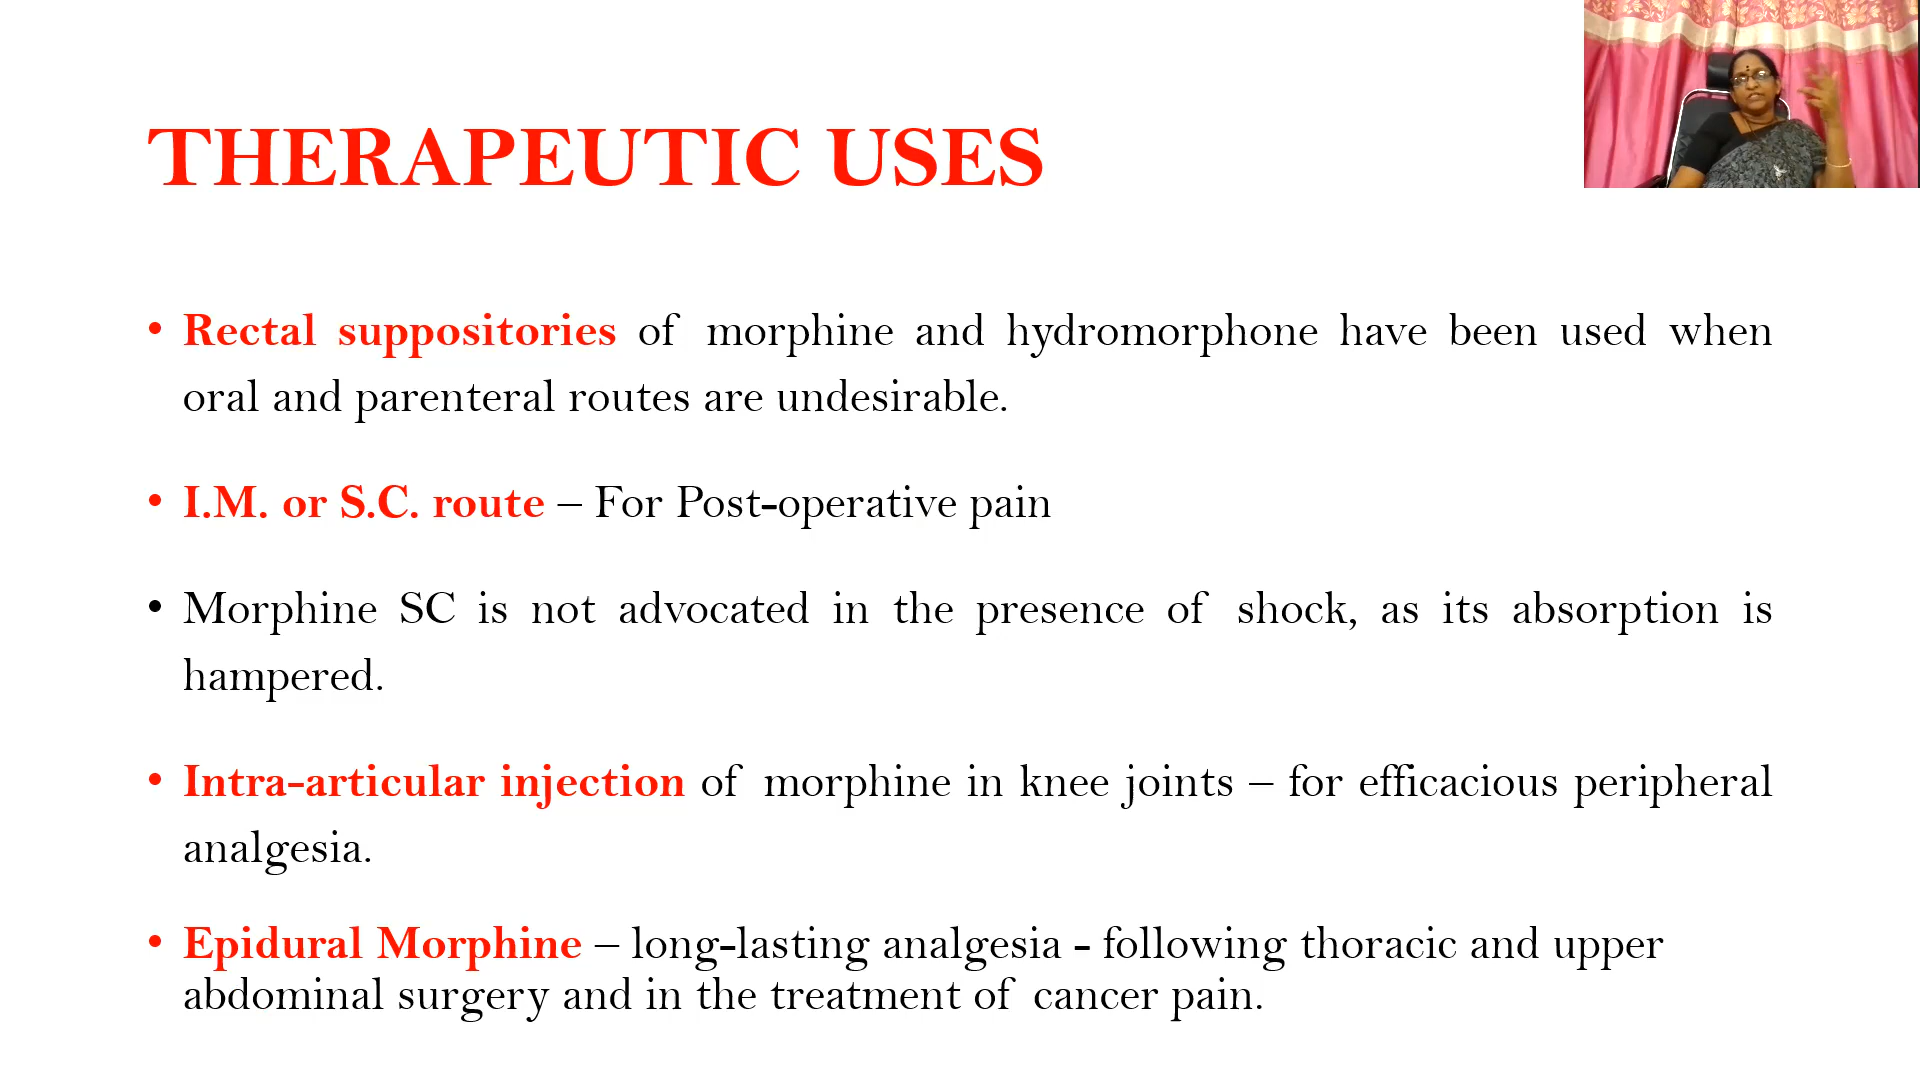 THERAPEUTIC USES
• Rectal suppositories of morphine and hydromorphone have been used when
oral and parenteral routes are undesirable.
• I.M. or S.C. route – For Post-operative pain
• Morphine SC is not advocated in the presence of shock, as its absorption is
hampered.
• Intra-articular injection of morphine in knee joints – for efficacious peripheral
analgesia.
• Epidural Morphine – long-lasting analgesia - following thoracic and upper
abdominal surgery and in the treatment of cancer pain.